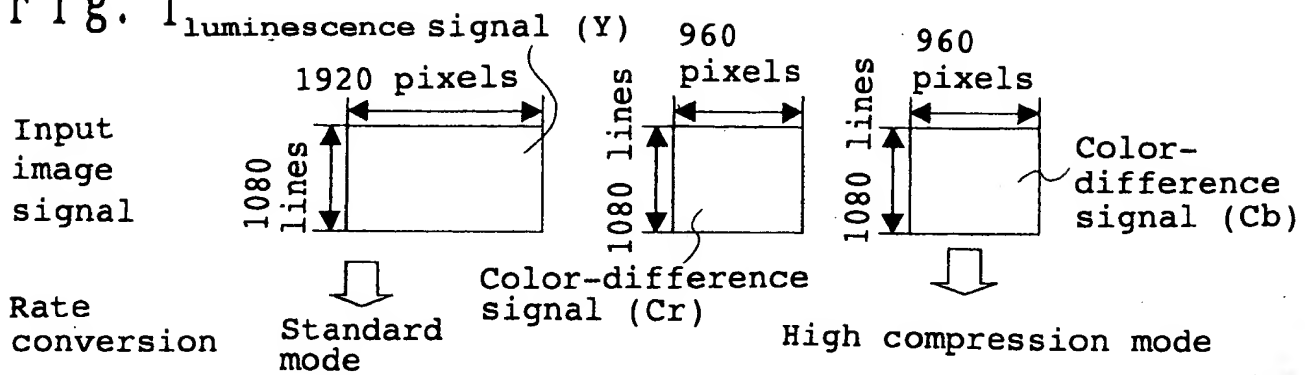 Fig. 1
luminescence signal (Y)
1920 pixels
960
pixels
960
pixels
Input
image
signal
1080
lines
1080 lines
1080 lines
Color-
difference
signal (Cb)
Color-difference
signal (Cr)
Rate
conversion
Standard
mode
High compression mode